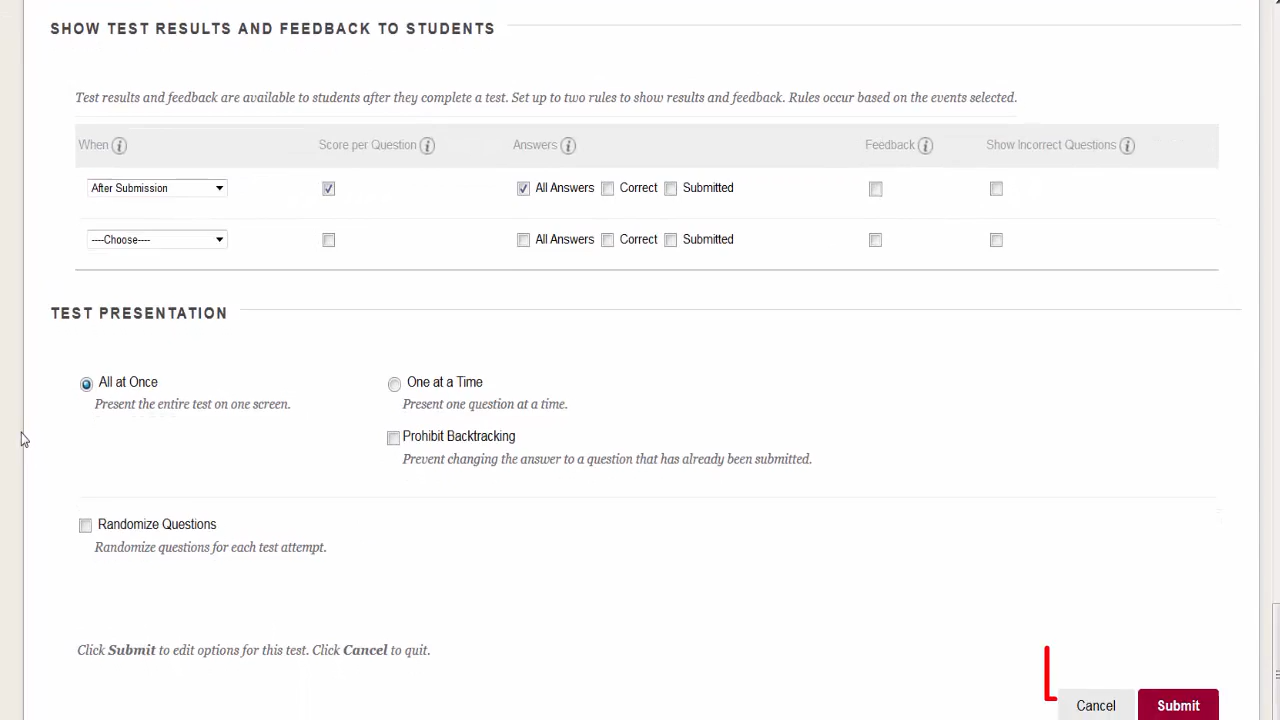 SHOW TEST RESULTS AND FEEDBACK TO STUDENTS
Test results and feedback are available to students after they complete a test. Set up to two rules to show results and feedback. Rules occur based on the events selected.
When Score per Question Answers Feedback Show Incorrect Questions
After Submission All Answers Correct Submitted
----Choose---- All Answers Correct Submitted
TEST PRESENTATION
All at Once One at a Time
Present the entire test on one screen. Present one question at a time.
Prohibit Backtracking
Prevent changing the answer to a question that has already been submitted.
Randomize Questions
Randomize questions for each test attempt.
Click Submit to edit options for this test. Click Cancel to quit.
Cancel Submit